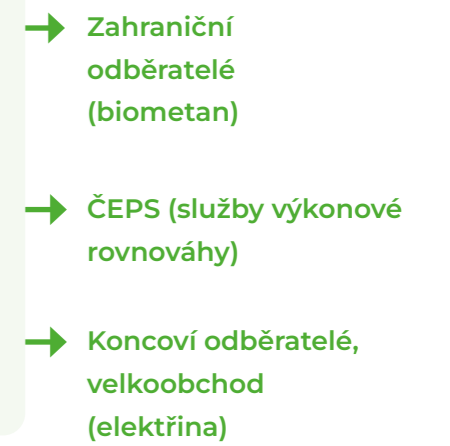 Zahraniční
odběratelé
(biometan)
ČEPS (služby výkonové
rovnováhy)
Koncoví odběratelé,
velkoobchod
(elektřina)